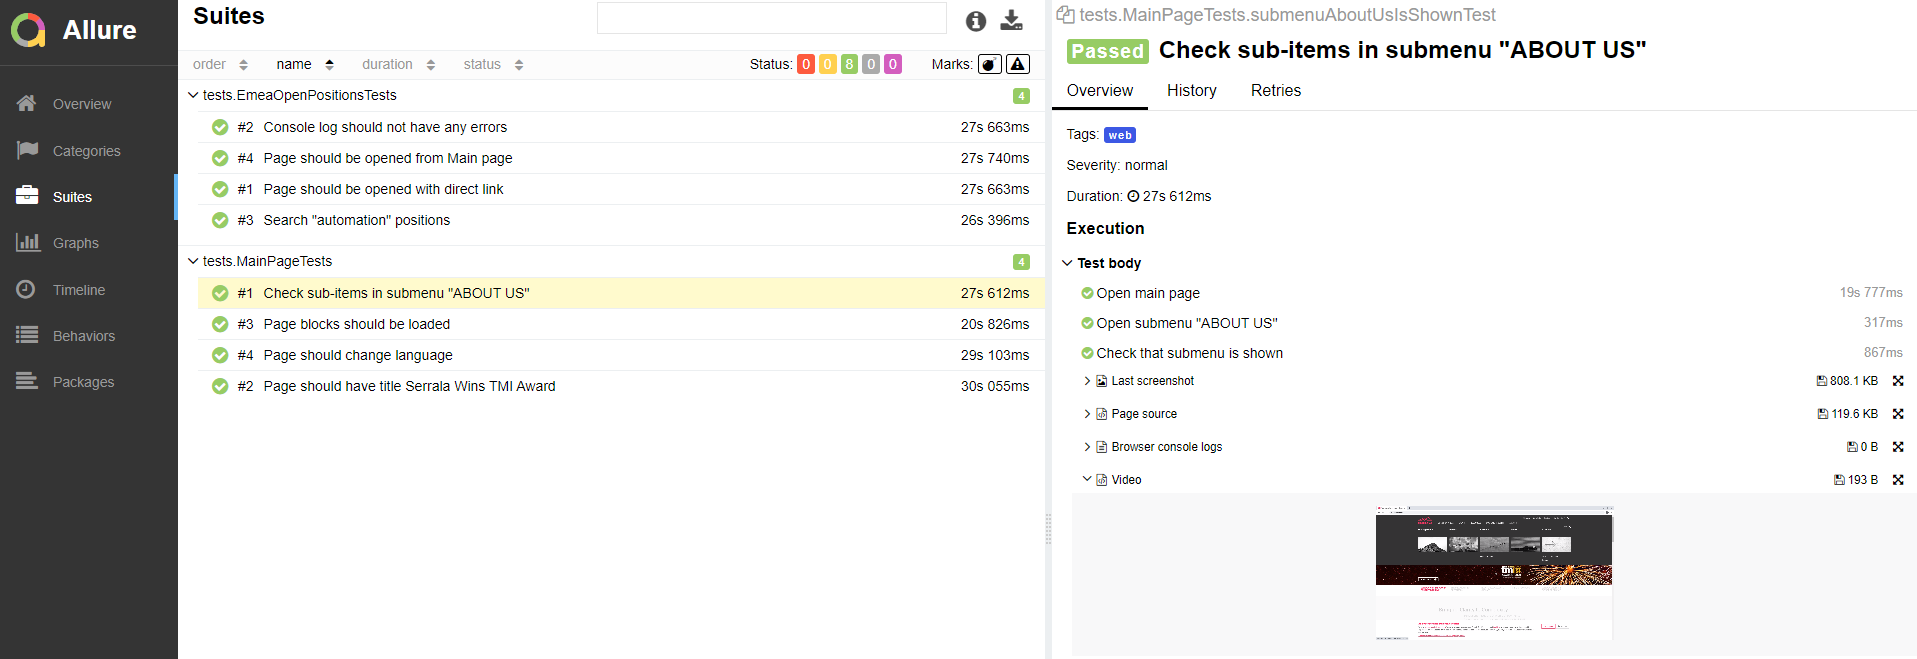 Allure
Overview
Categories
Suites
Graphs
Timeline
Behaviors
Packages
Suites
order name duration status Status: 0 0 8 0 0 Marks:
tests.EmeaOpenPositionsTests 4
#2 Console log should not have any errors 27s 663ms
#4 Page should be opened from Main page 27s 740ms
#1 Page should be opened with direct link 27s 663ms
#3 Search "automation" positions 26s 396ms
tests.MainPageTests 4
#1 Check sub-items in submenu "ABOUT US" 27s 612ms
#3 Page blocks should be loaded 20s 826ms
#4 Page should change language 29s 103ms
#2 Page should have title Serrala Wins TMI Award 30s 055ms
tests.MainPageTests.submenuAboutUsIsShownTest
Passed Check sub-items in submenu "ABOUT US"
Overview History Retries
Tags: web
Severity: normal
Duration: 27s 612ms
Execution
Test body
Open main page 19s 777ms
Open submenu "ABOUT US" 317ms
Check that submenu is shown 867ms
Last screenshot 808.1 KB
Page source 119.6 KB
Browser console logs 0 B
Video 193 B